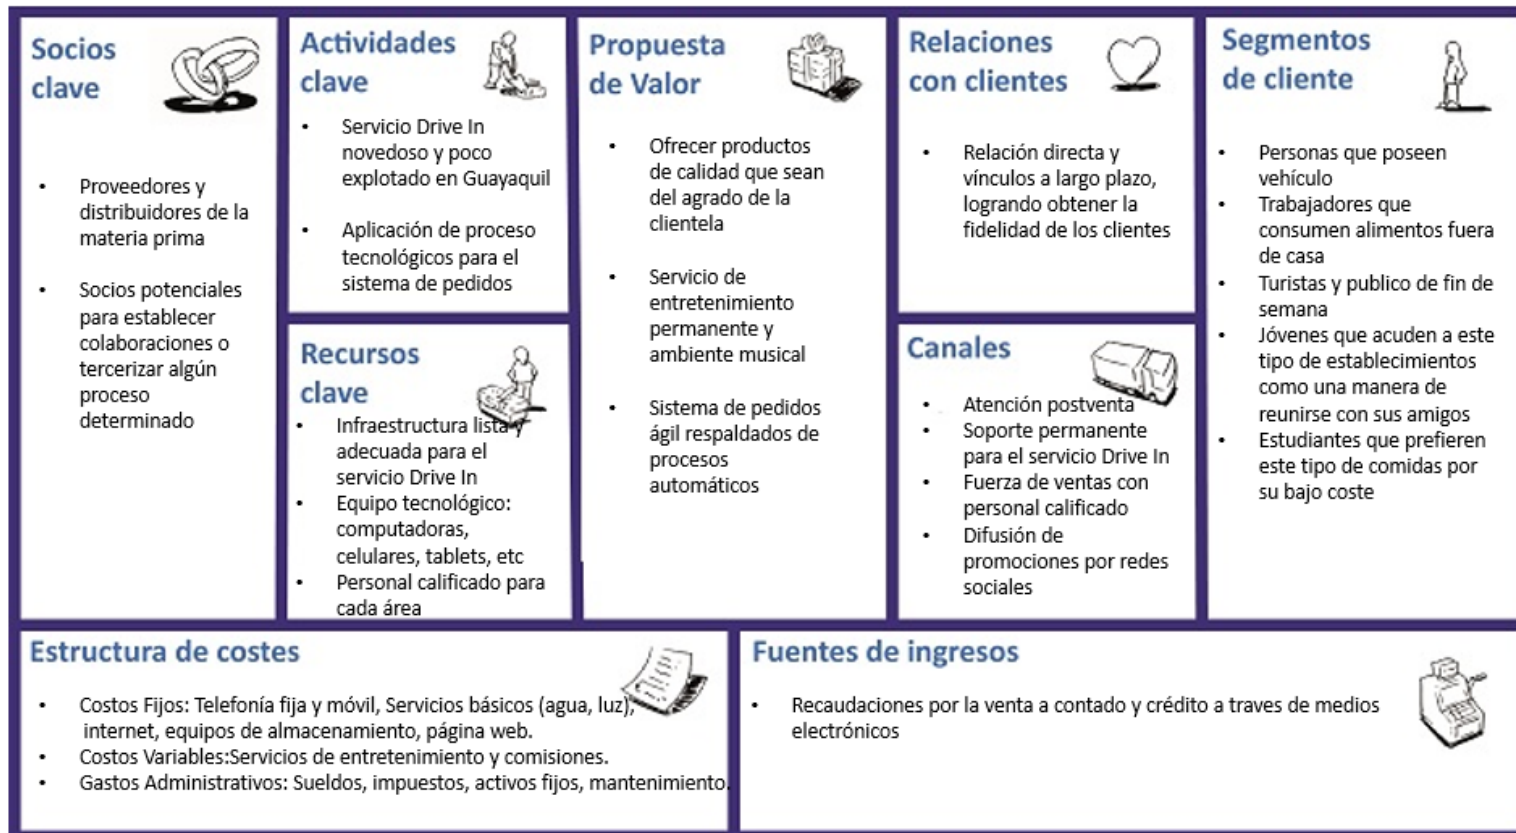 Socios
clave
• Proveedores y
distribuidores de la
materia prima
• Socios potenciales
para establecer
colaboraciones o
tercerizar algún
proceso
determinado
Actividades
clave
• Servicio Drive In
novedoso y poco
explotado en Guayaquil
• Aplicación de proceso
tecnológicos para el
sistema de pedidos
Recursos
clave
• Infraestructura lista y
adecuada para el
servicio Drive In
• Equipo tecnológico:
computadoras,
celulares, tablets, etc
• Personal calificado para
cada área
Propuesta
de Valor
• Ofrecer productos
de calidad que sean
del agrado de la
clientela
• Servicio de
entretenimiento
permanente y
ambiente musical
• Sistema de pedidos
ágil respaldados de
procesos
automáticos
Relaciones
con clientes
• Relación directa y
vínculos a largo plazo,
logrando obtener la
fidelidad de los clientes
Canales
• Atención postventa
• Soporte permanente
para el servicio Drive In
• Fuerza de ventas con
personal calificado
• Difusión de
promociones por redes
sociales
Segmentos
de cliente
• Personas que poseen
vehículo
• Trabajadores que
consumen alimentos fuera
de casa
• Turistas y publico de fin de
semana
• Jóvenes que acuden a este
tipo de establecimientos
como una manera de
reunirse con sus amigos
• Estudiantes que prefieren
este tipo de comidas por
su bajo coste
Estructura de costes
• Costos Fijos: Telefonía fija y móvil, Servicios básicos (agua, luz),
internet, equipos de almacenamiento, página web.
• Costos Variables:Servicios de entretenimiento y comisiones.
• Gastos Administrativos: Sueldos, impuestos, activos fijos, mantenimiento.
Fuentes de ingresos
• Recaudaciones por la venta a contado y crédito a traves de medios
electrónicos